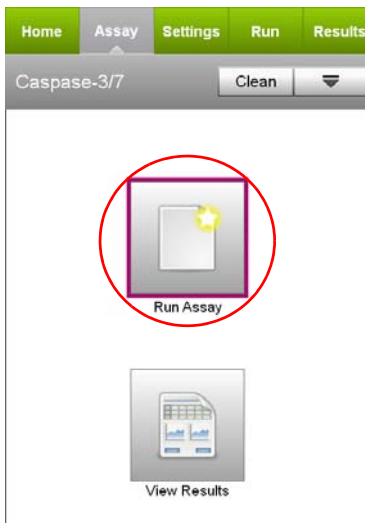 Home Assay Settings Run Results
Caspase-3/7 Clean
Run Assay
View Results